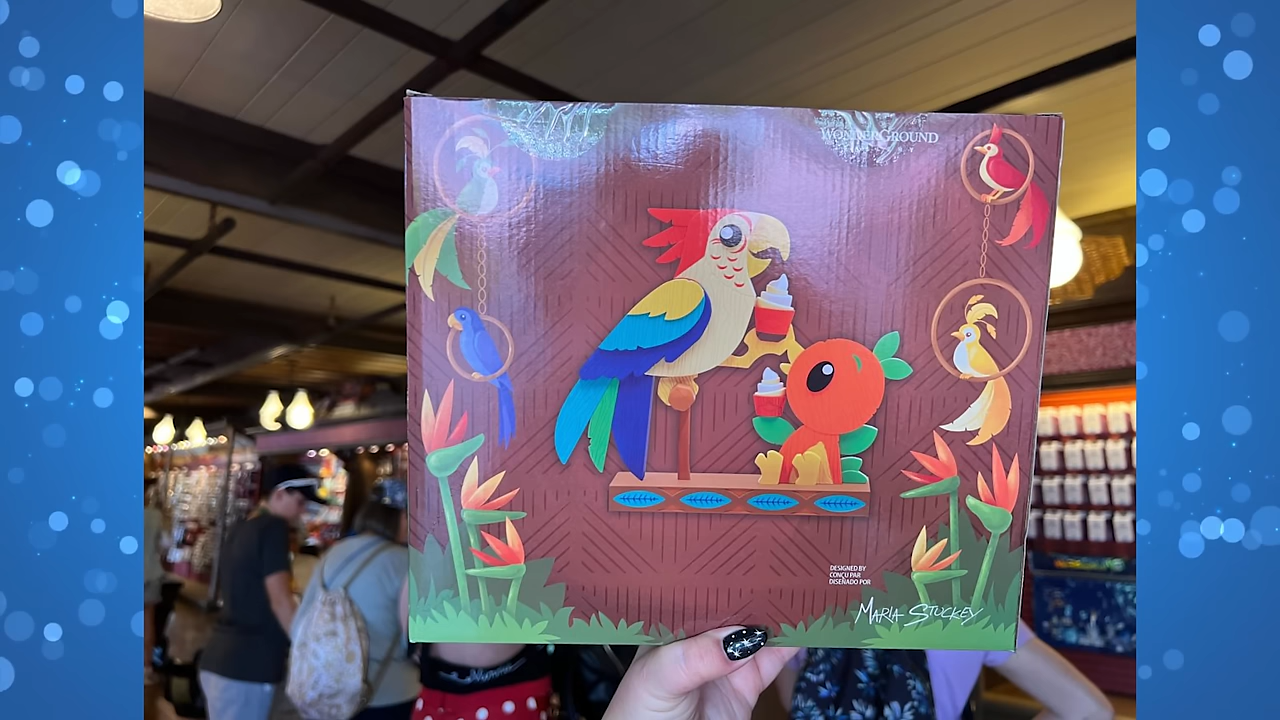 WONDERGROUND
DESIGNED BY
CONÇU PAR
DISEÑADO POR
MARIA STUCKEY